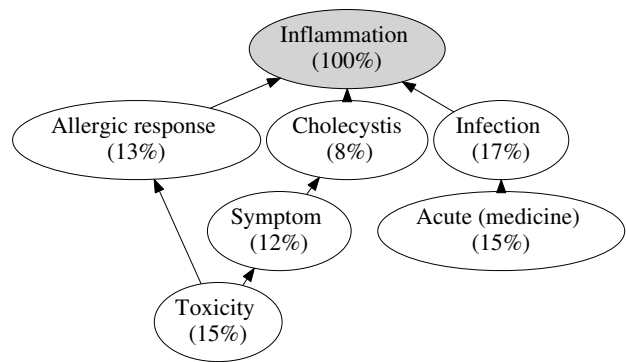 Inflammation
(100%)
Allergic response
(13%)
Cholecystis
(8%)
Infection
(17%)
Symptom
(12%)
Acute (medicine)
(15%)
Toxicity
(15%)